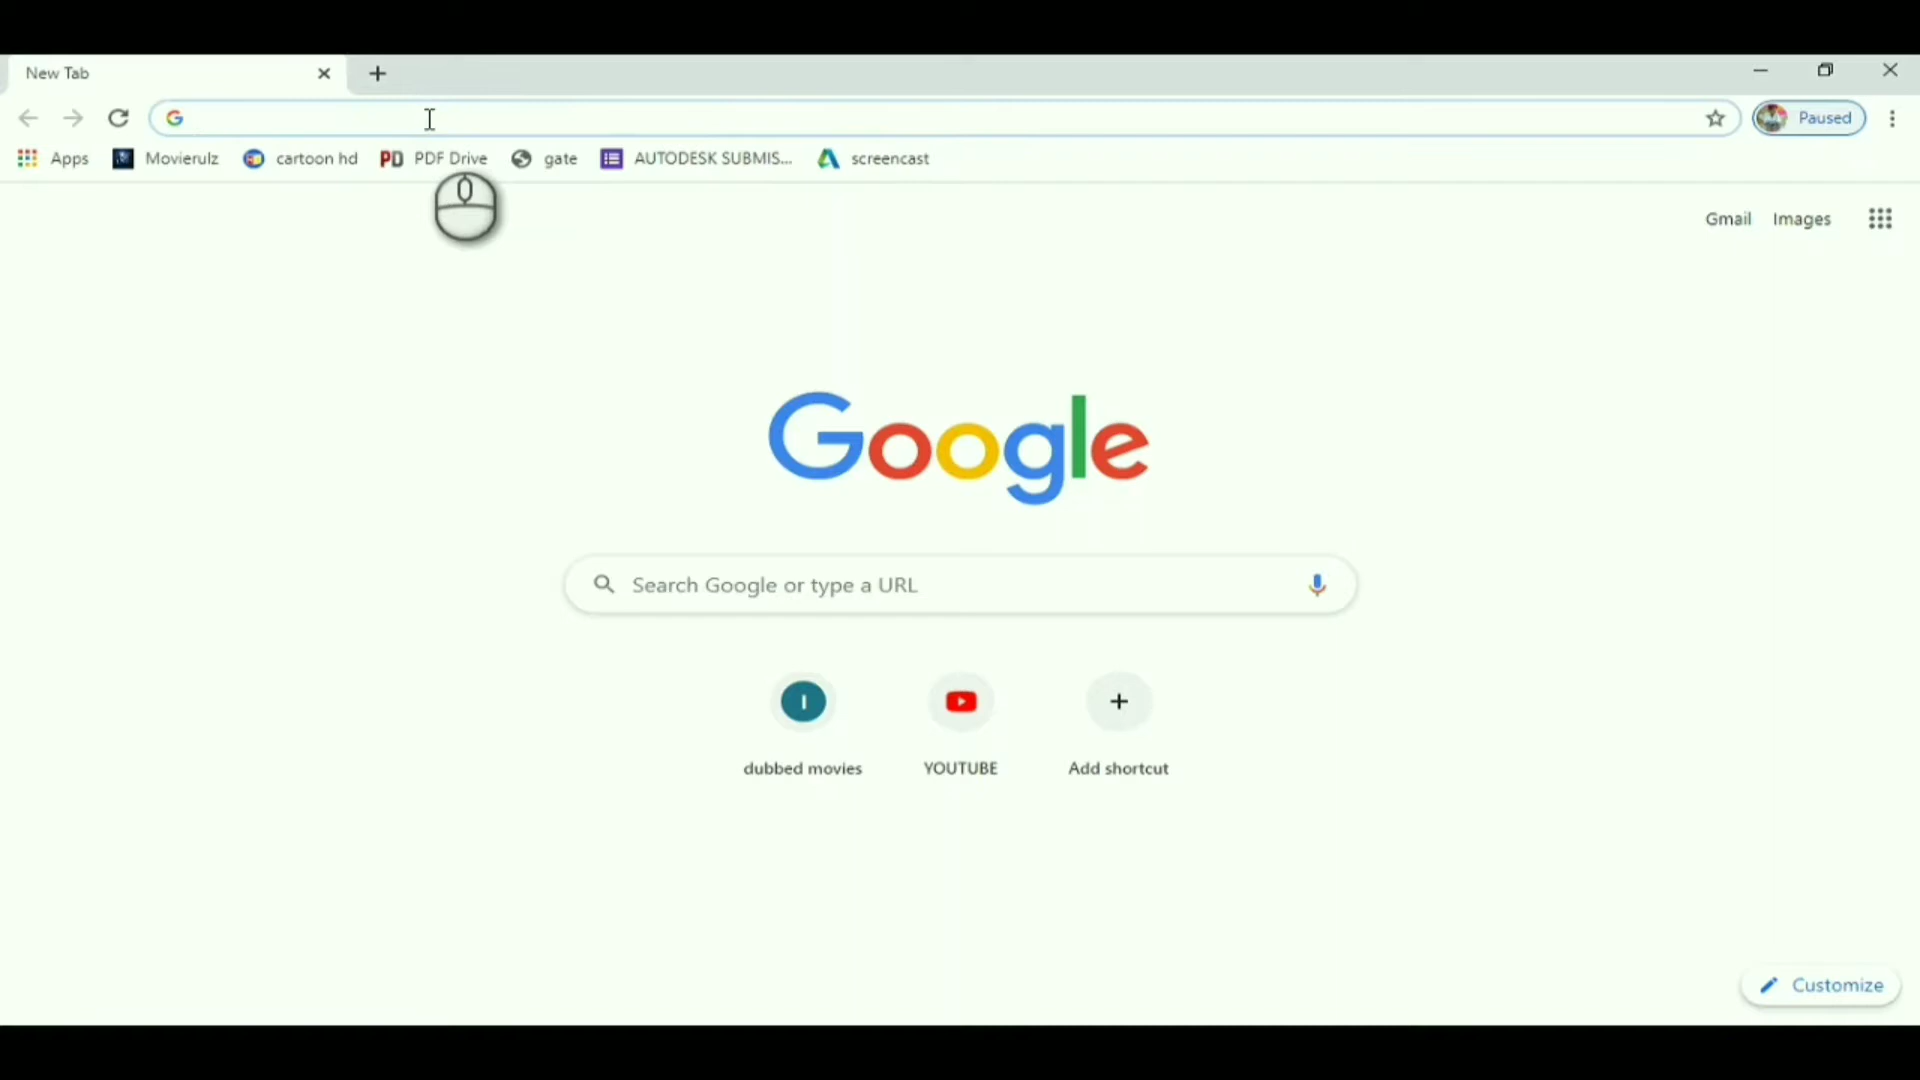 New Tab
Paused
Apps Movierulz cartoon hd PDF Drive gate AUTODESK SUBMIS... screencast
Gmail Images
Google
Search Google or type a URL
dubbed movies YOUTUBE Add shortcut
Customize